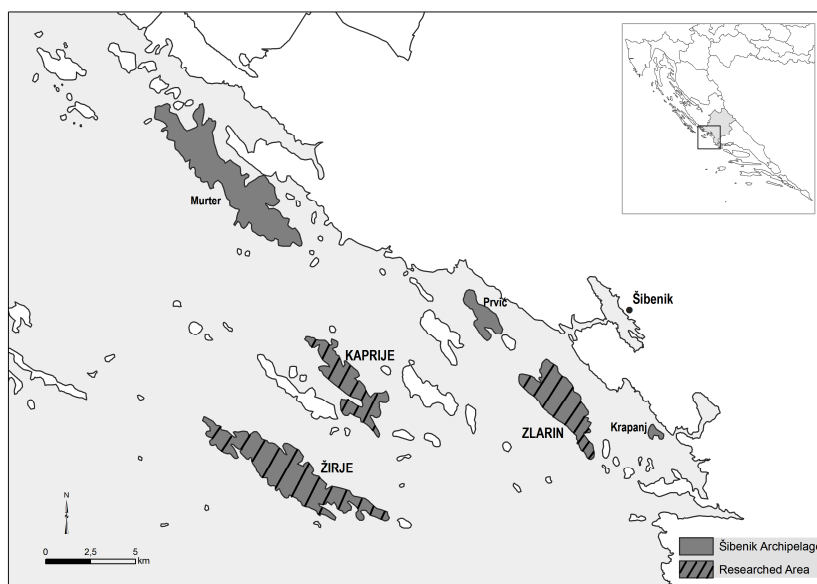 Murter
Prvić
Šibenik
KAPRIJE
ZLARIN
Krapanj
ŽIRJE
N
0 2,5 5
km
Šibenik Archipelago
Researched Area